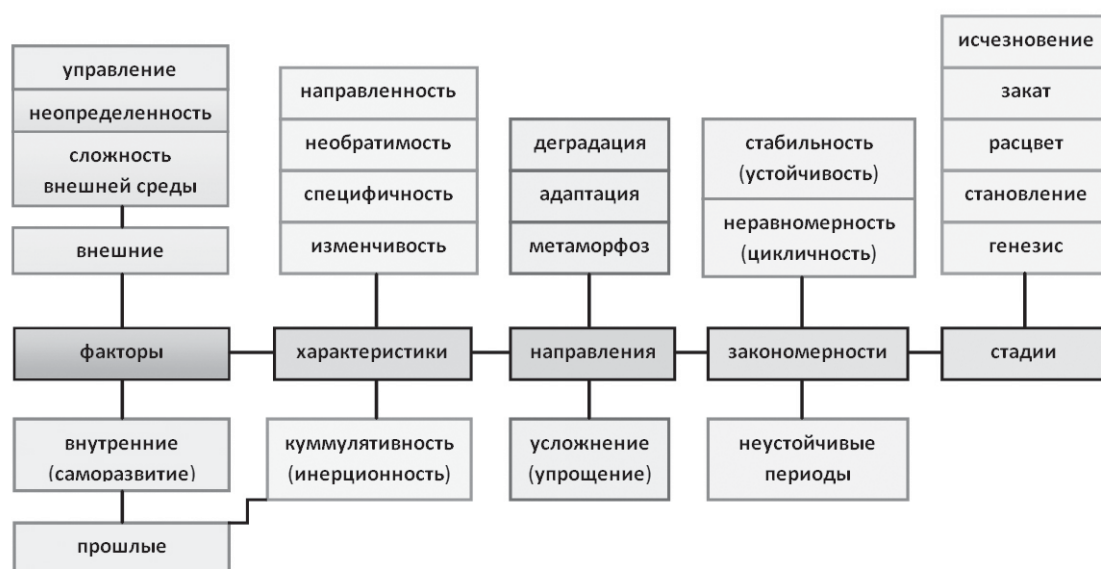 управление
неопределенность
сложность
внешней среды
внешние
факторы
внутренние
(саморазвитие)
прошлые
направленность
необратимость
специфичность
изменчивость
характеристики
куммулятивность
(инерционность)
деградация
адаптация
метаморфоз
направления
усложнение
(упрощение)
стабильность
(устойчивость)
неравномерность
(цикличность)
закономерности
неустойчивые
периоды
исчезновение
закат
расцвет
становление
генезис
стадии